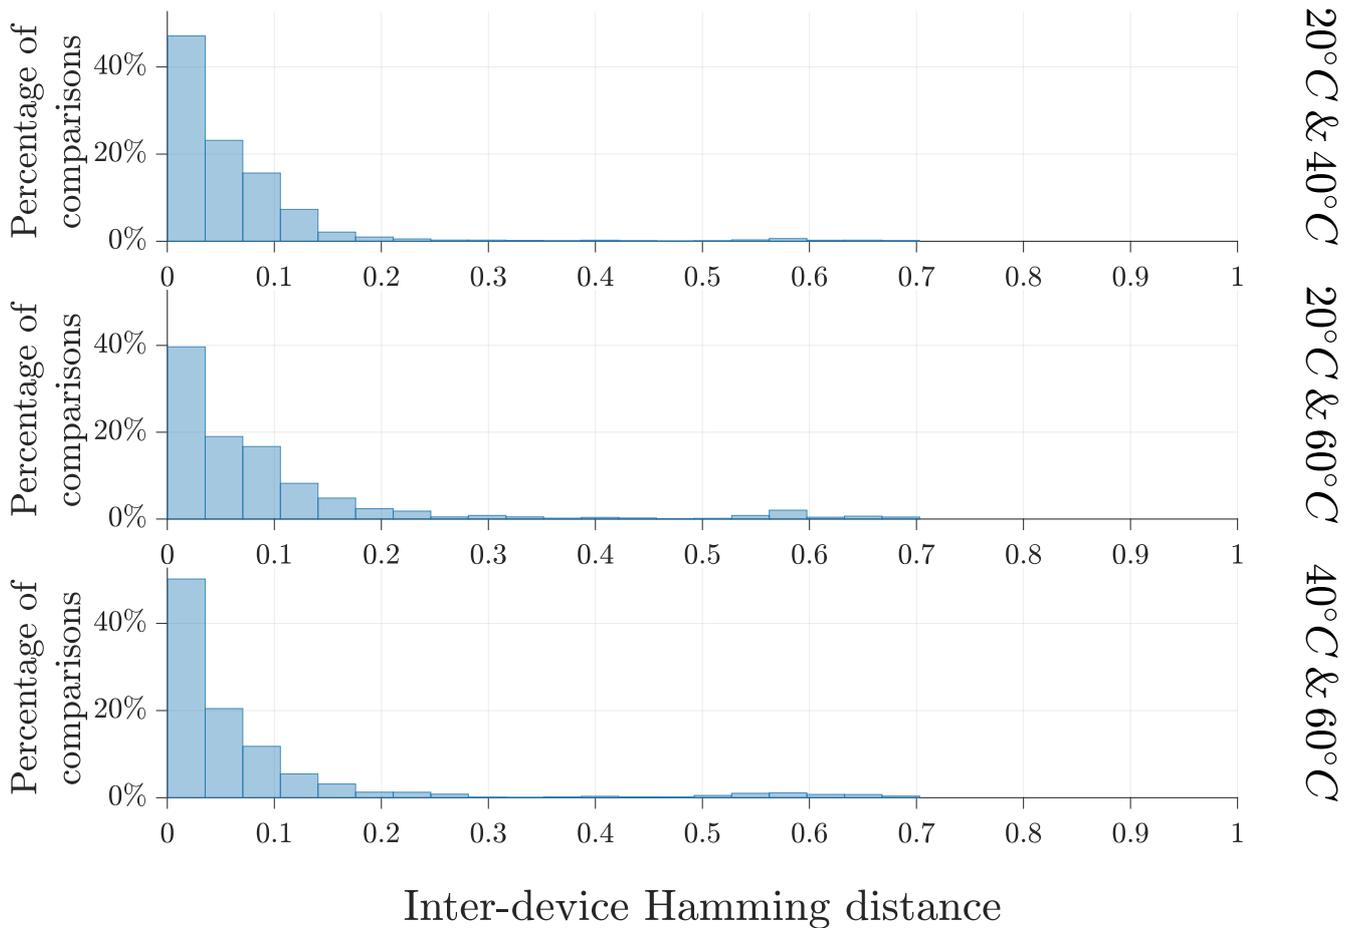 Percentage of
comparisons
40%
20%
0%
0 0.1 0.2 0.3 0.4 0.5 0.6 0.7 0.8 0.9 1
20°C & 40°C
Percentage of
comparisons
40%
20%
0%
0 0.1 0.2 0.3 0.4 0.5 0.6 0.7 0.8 0.9 1
20°C & 60°C
Percentage of
comparisons
40%
20%
0%
0 0.1 0.2 0.3 0.4 0.5 0.6 0.7 0.8 0.9 1
40°C & 60°C
Inter-device Hamming distance